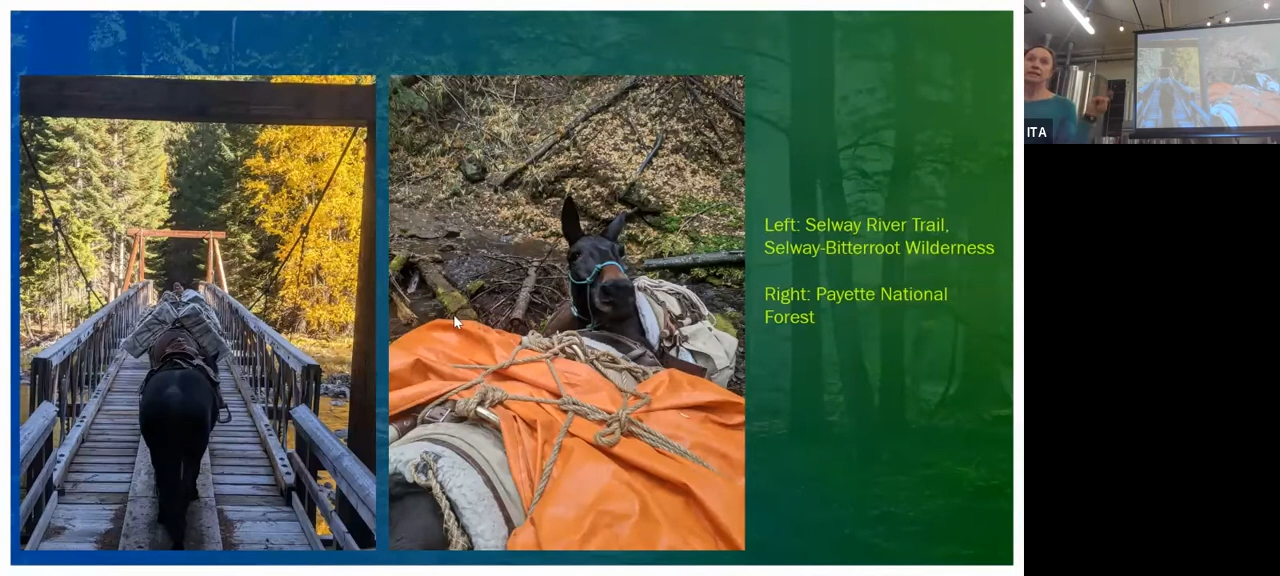 Left: Selway River Trail,
Selway-Bitterroot Wilderness
Right: Payette National
Forest
ITA